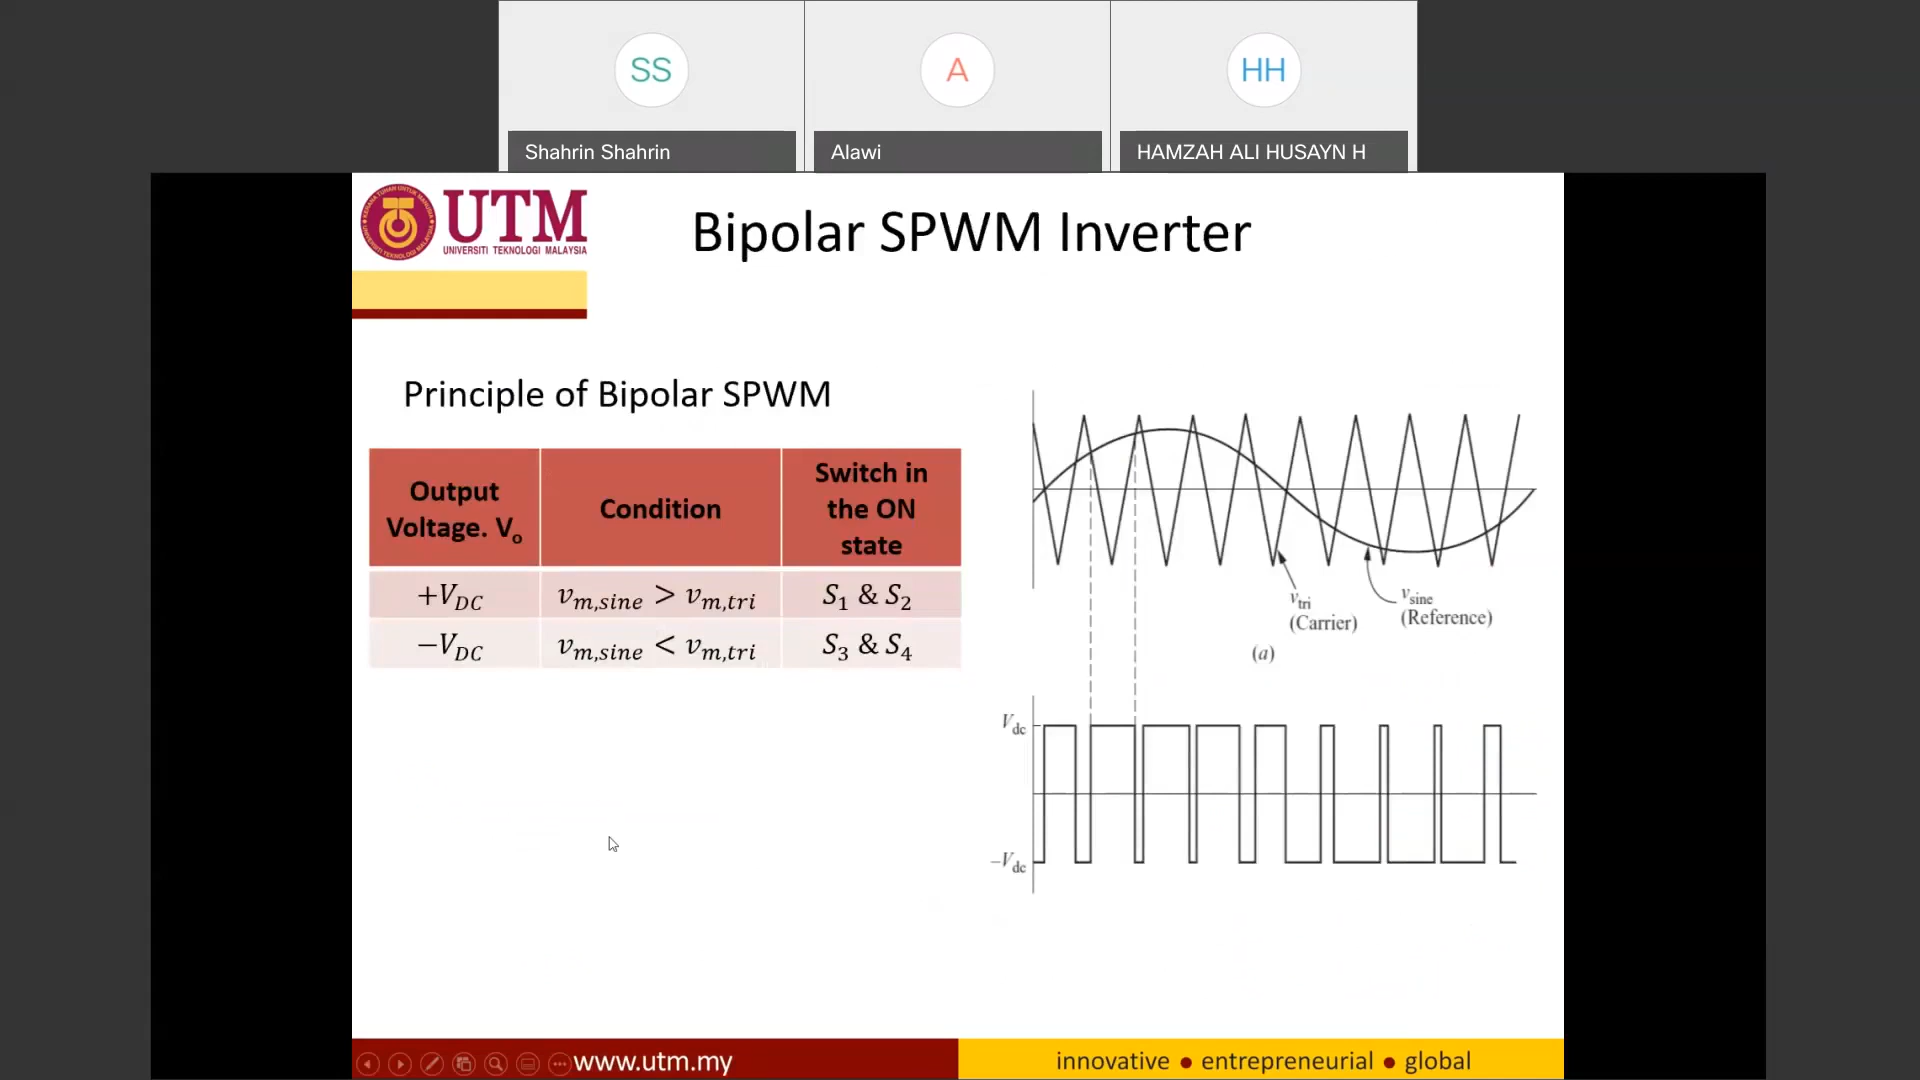 SS
A
HH
Shahrin Shahrin
Alawi
HAMZAH ALI HUSAYN H
UTM
UNIVERSITI TEKNOLOGI MALAYSIA
Bipolar SPWM Inverter
Principle of Bipolar SPWM
Output Voltage. Vo
Condition
Switch in the ON state
+V_DC
v_m,sine > v_m,tri
S_1 & S_2
−V_DC
v_m,sine < v_m,tri
S_3 & S_4
v_tri
(Carrier)
v_sine
(Reference)
(a)
V_dc
−V_dc
www.utm.my
innovative ● entrepreneurial ● global